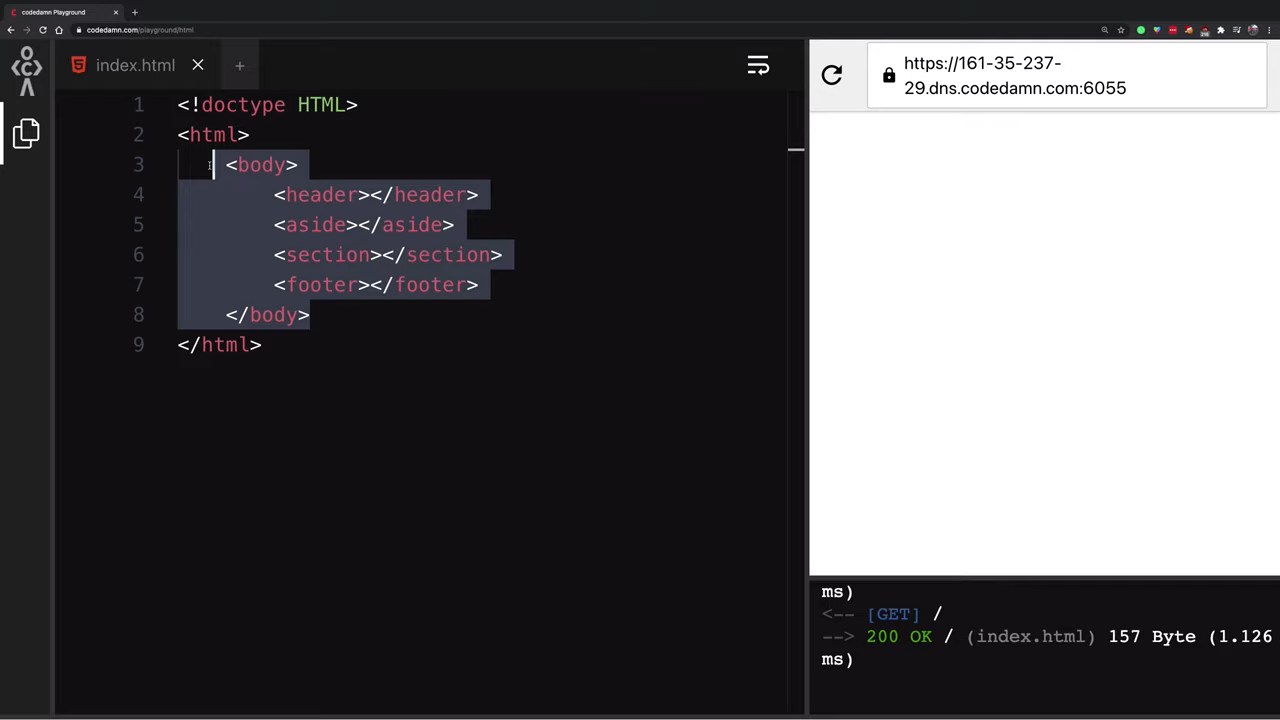 codedamn Playground
codedamn.com/playground/html
index.html
https://161-35-237-
29.dns.codedamn.com:6055
1 <!doctype HTML>
2 <html>
3 <body>
4 <header></header>
5 <aside></aside>
6 <section></section>
7 <footer></footer>
8 </body>
9 </html>
ms)
<-- [GET] /
--> 200 OK / (index.html) 157 Byte (1.126
ms)